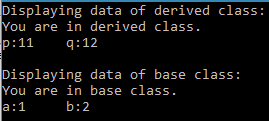 Displaying data of derived class:
You are in derived class.
p:11    q:12
Displaying data of base class:
You are in base class.
a:1     b:2